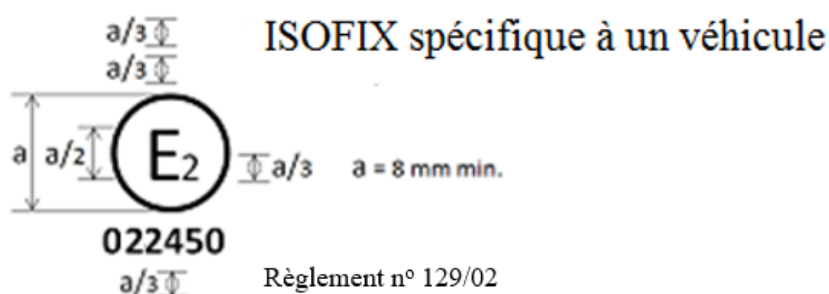 a/3 ISOFIX spécifique à un véhicule
a/3
a a/2 E2 a/3 a = 8 mm min.
022450
a/3 Règlement no 129/02